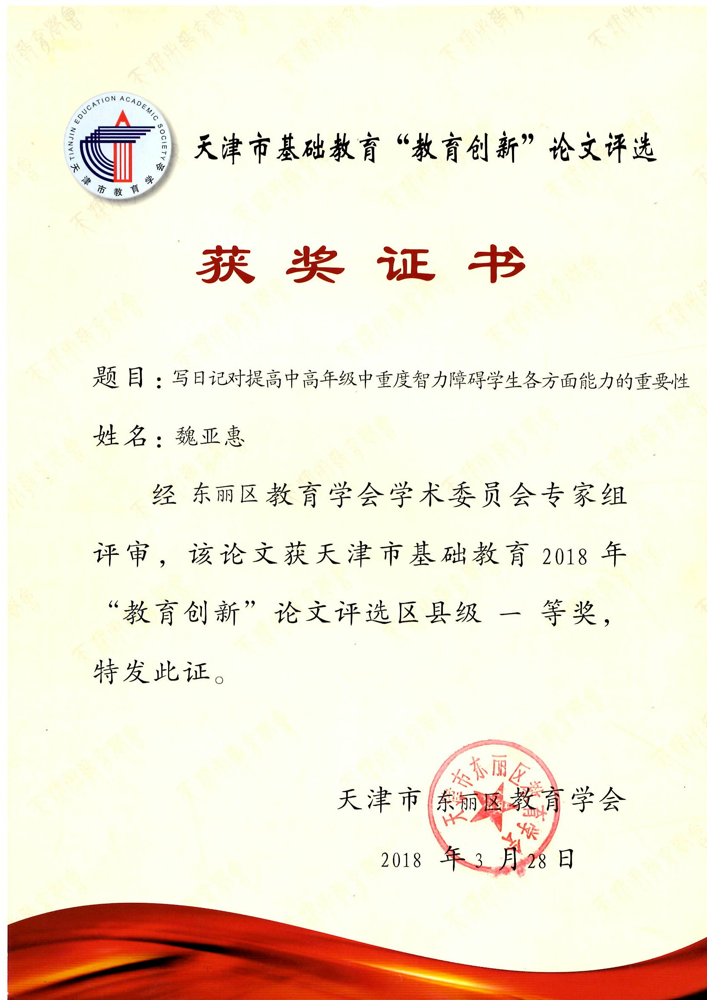 TIANJIN EDUCATION ACADEMIC SOCIETY
天津市教育学会
天津市基础教育“教育创新”论文评选
获奖证书
题目：写日记对提高中高年级中重度智力障碍学生各方面能力的重要性
姓名：魏亚惠
经 东丽区教育学会学术委员会专家组
评审，该论文获天津市基础教育 2018 年
“教育创新”论文评选区县级 一 等奖，
特发此证。
天津市东丽区教育学会
天津市 东丽区 教育学会
2018 年 3 月 28 日